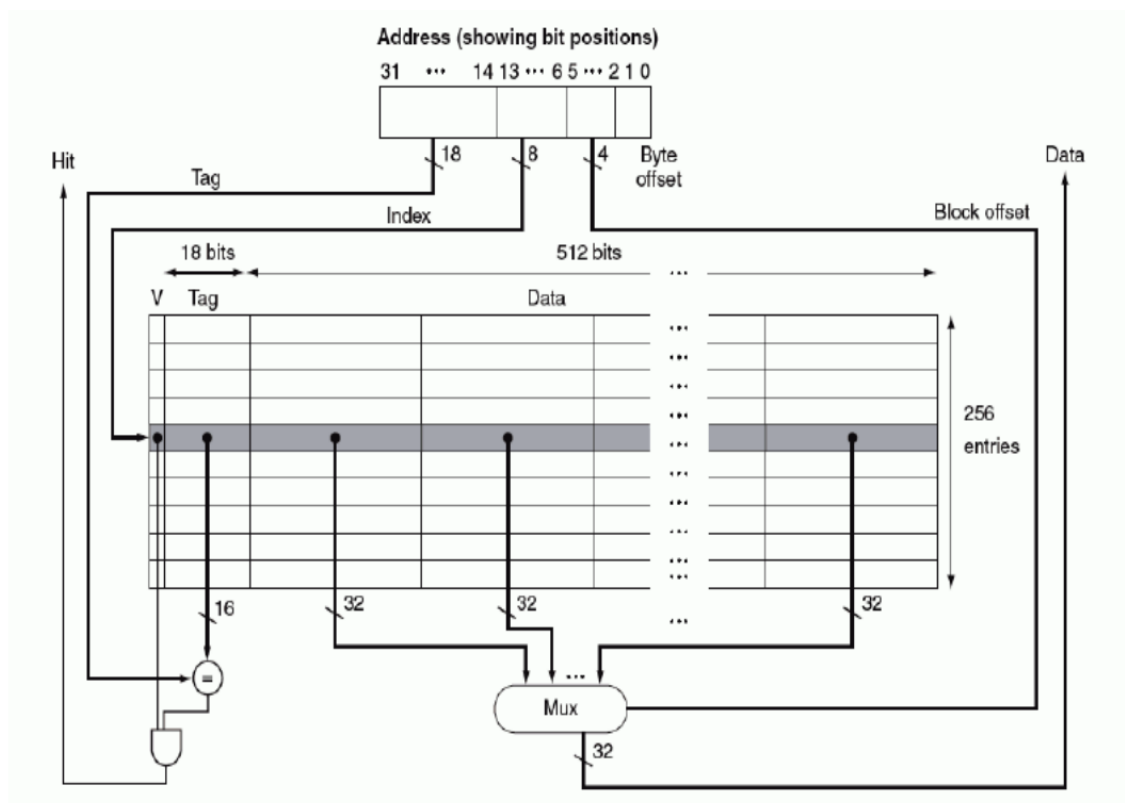 Address (showing bit positions)
31 ... 14 13 ... 6 5 ... 2 1 0
18 8 4 Byte
offset
Hit
Data
Tag
Index
Block offset
18 bits
512 bits
...
V Tag Data
...
...
...
...
...
...
...
...
...
...
256
entries
16 32 32 ... 32
=
...
Mux
32